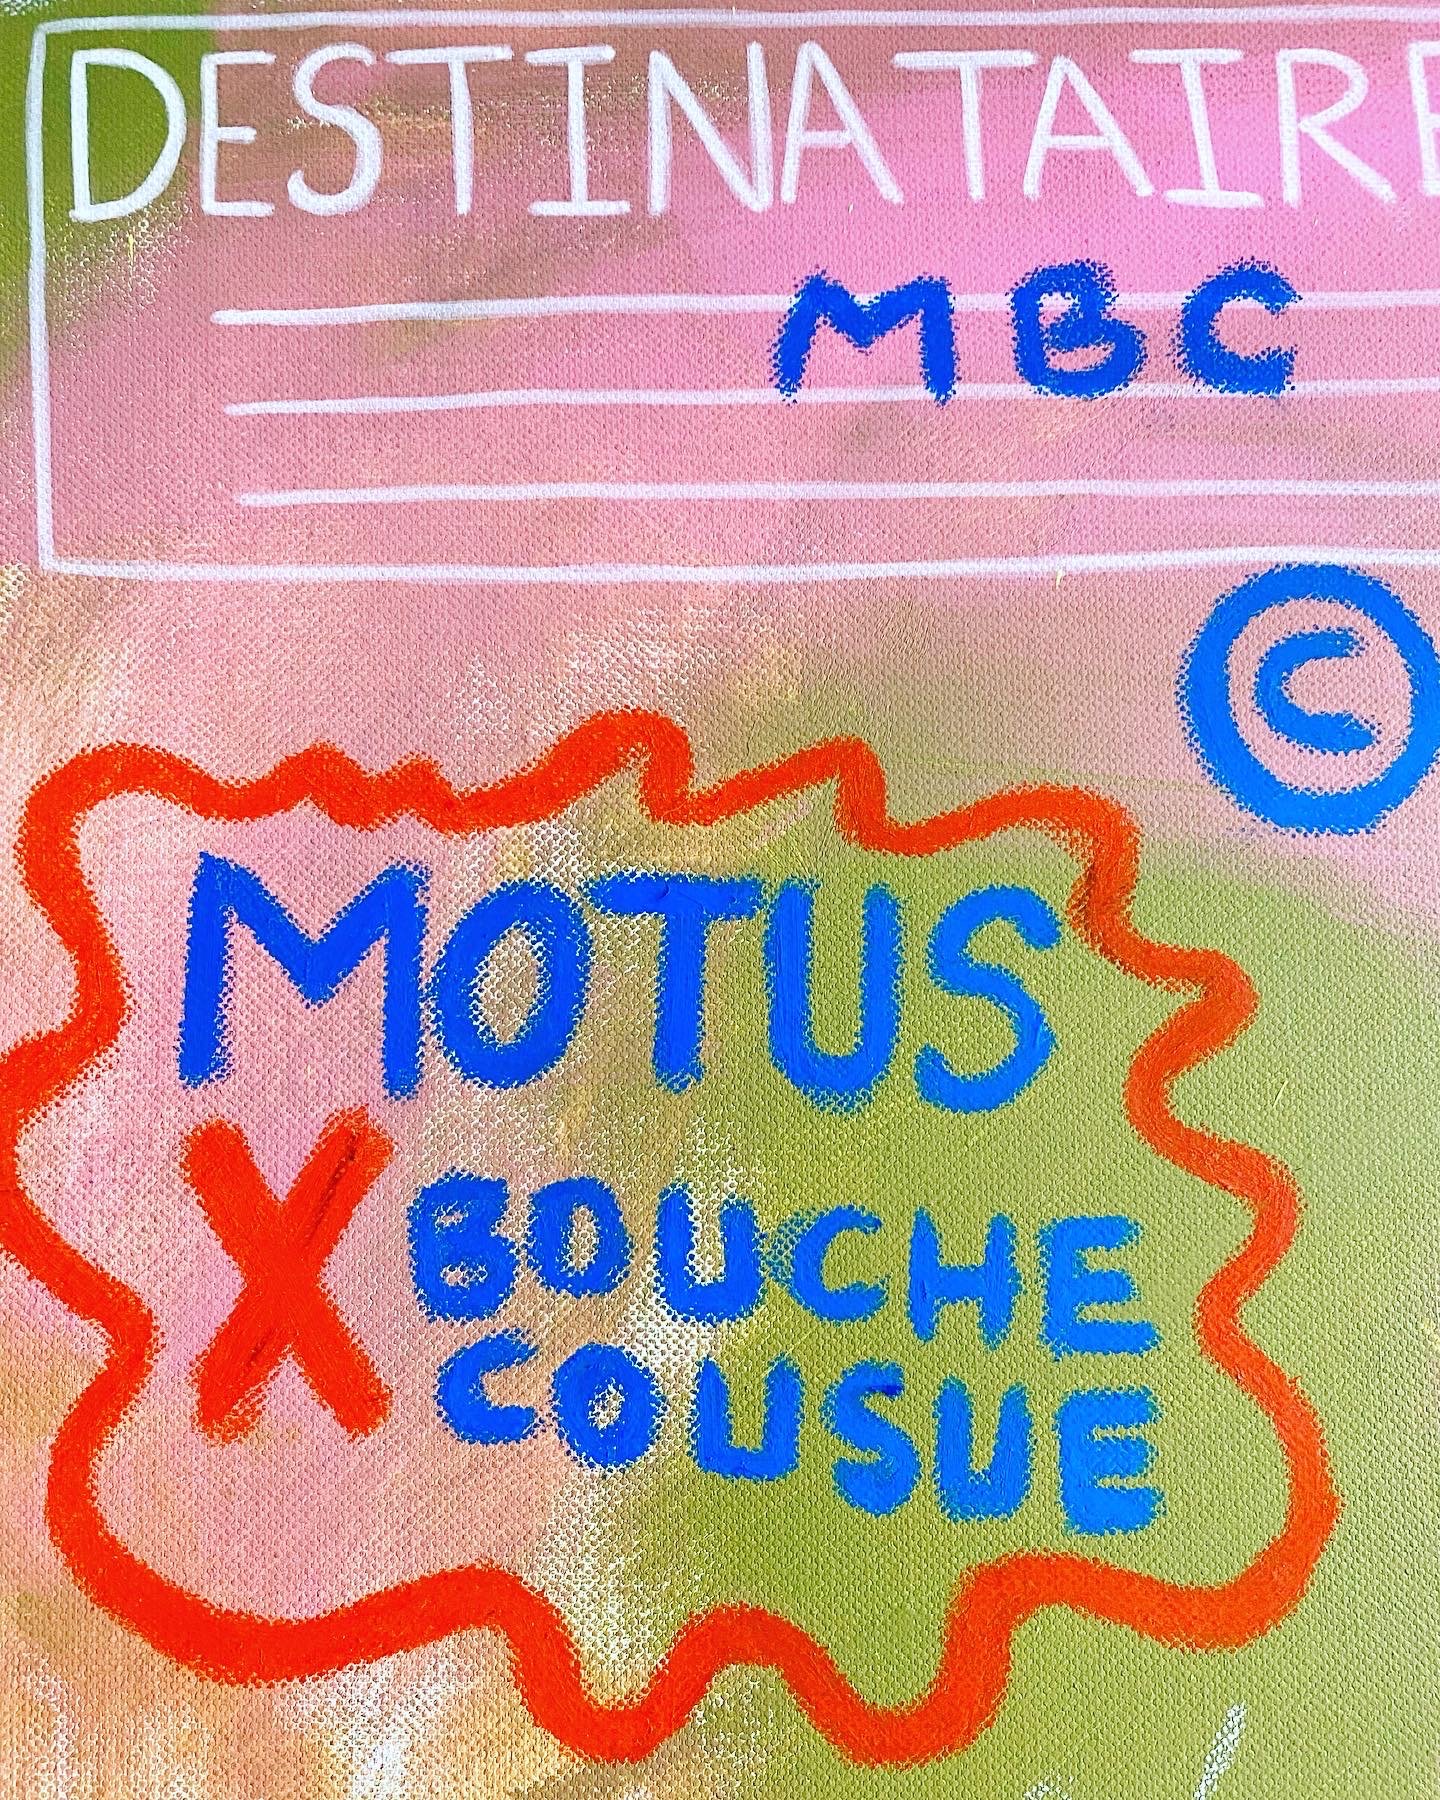 DESTINATAIRE
MBC
©
MOTUS
X BOUCHE
COUSUE